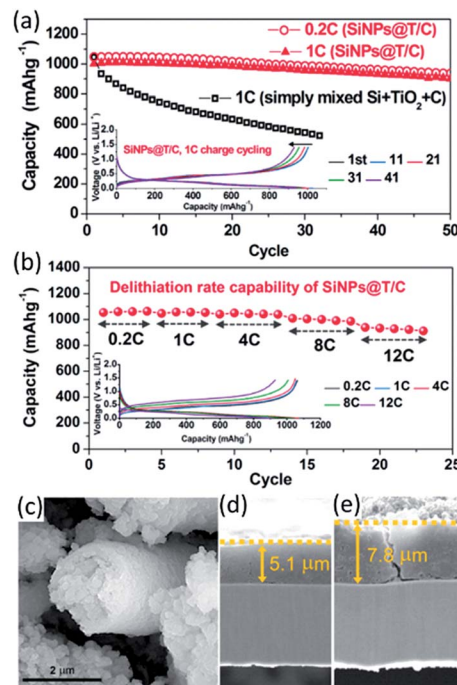 (a)
1400
1200
1000
800
600
400
200
0
Capacity (mAhg⁻¹)
0.2C (SiNPs@T/C)
1C (SiNPs@T/C)
1C (simply mixed Si+TiO₂+C)
SiNPs@T/C, 1C charge cycling
Voltage (V vs. Li/Li⁺)
2.0
1.5
1.0
0.5
0.0
0 200 400 600 800 1000
Capacity (mAhg⁻¹)
1st 11 21
31 41
0 10 20 30 40 50
Cycle
(b)
1400
1200
1000
800
600
400
200
0
Capacity (mAhg⁻¹)
Delithiation rate capability of SiNPs@T/C
0.2C 1C 4C 8C 12C
Voltage (V vs. Li/Li⁺)
2.0
1.5
1.0
0.5
0.0
0 200 400 600 800 1000 1200
Capacity (mAhg⁻¹)
0.2C 1C 4C
8C 12C
0 5 10 15 20 25
Cycle
(c)
2 μm
(d)
5.1 μm
(e)
7.8 μm